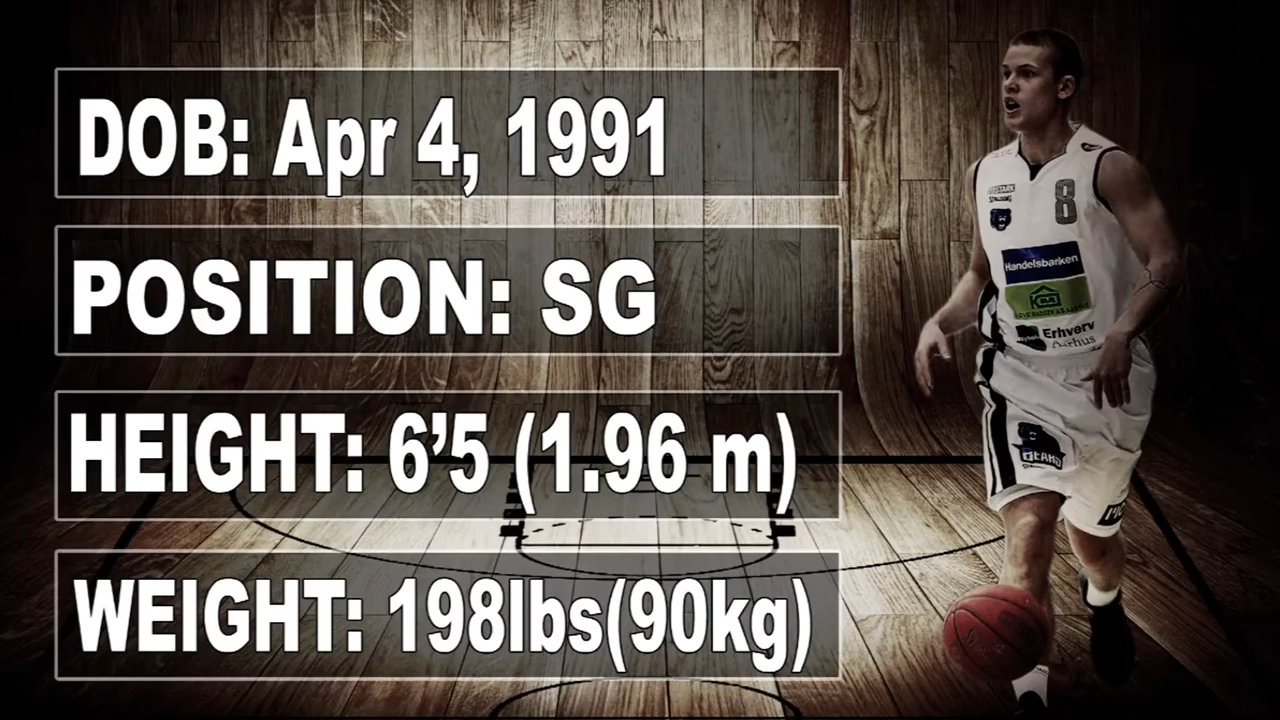 DOB: Apr 4, 1991
POSITION: SG
HEIGHT: 6’5 (1.96 m)
WEIGHT: 198lbs(90kg)
8
SPALDING
Handelsbanken
Erhverv
Aarhus
BEARS